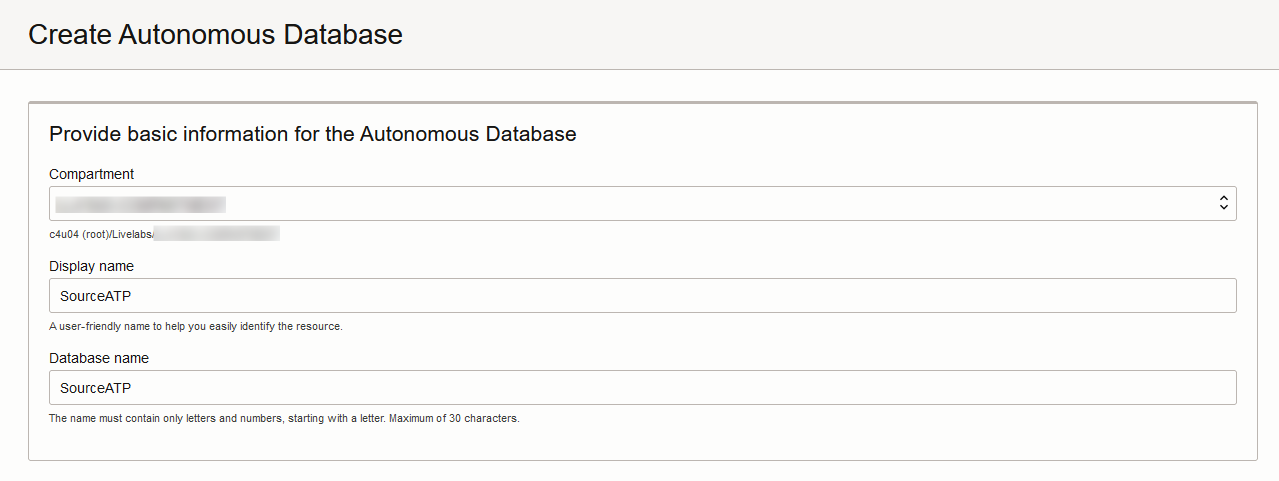 Create Autonomous Database
Provide basic information for the Autonomous Database
Compartment
c4u04 (root)/Livelabs/
Display name
SourceATP
A user-friendly name to help you easily identify the resource.
Database name
SourceATP
The name must contain only letters and numbers, starting with a letter. Maximum of 30 characters.